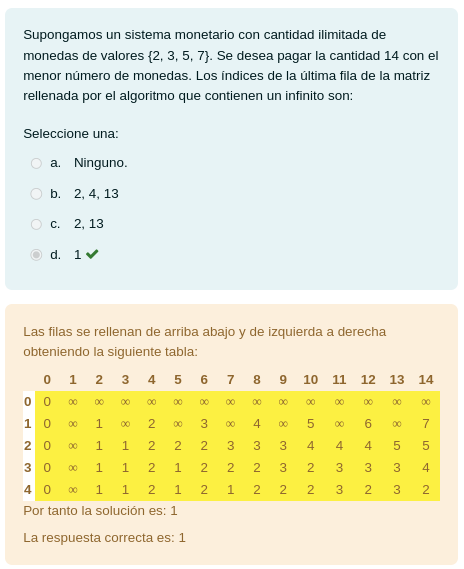 Supongamos un sistema monetario con cantidad ilimitada de
monedas de valores {2, 3, 5, 7}. Se desea pagar la cantidad 14 con el
menor número de monedas. Los índices de la última fila de la matriz
rellenada por el algoritmo que contienen un infinito son:
Seleccione una:
a. Ninguno.
b. 2, 4, 13
c. 2, 13
d. 1
Las filas se rellenan de arriba abajo y de izquierda a derecha
obteniendo la siguiente tabla:
0 1 2 3 4 5 6 7 8 9 10 11 12 13 14
0 0 ∞ ∞ ∞ ∞ ∞ ∞ ∞ ∞ ∞ ∞ ∞ ∞ ∞ ∞
1 0 ∞ 1 ∞ 2 ∞ 3 ∞ 4 ∞ 5 ∞ 6 ∞ 7
2 0 ∞ 1 1 2 2 2 3 3 3 4 4 4 5 5
3 0 ∞ 1 1 2 1 2 2 2 3 2 3 3 3 4
4 0 ∞ 1 1 2 1 2 1 2 2 2 3 2 3 2
Por tanto la solución es: 1
La respuesta correcta es: 1